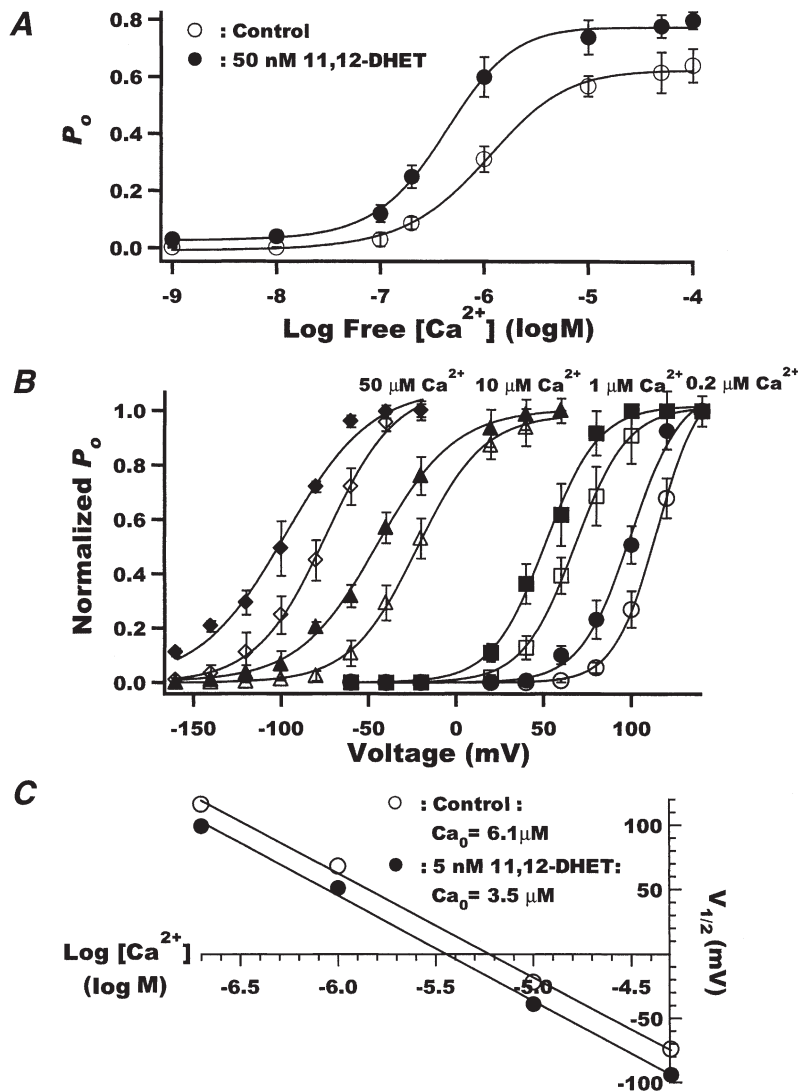 A
0.8
○ : Control
● : 50 nM 11,12-DHET
0.6
0.4
0.2
0.0
Po
-9 -8 -7 -6 -5 -4
Log Free [Ca2+] (logM)
B
50 μM Ca2+ 10 μM Ca2+ 1 μM Ca2+ 0.2 μM Ca2+
1.0
0.8
0.6
0.4
0.2
0.0
Normalized Po
-150 -100 -50 0 50 100
Voltage (mV)
C
○ : Control :
Ca0= 6.1μM
● : 5 nM 11,12-DHET:
Ca0= 3.5 μM
100
50
-50
-100
V1/2 (mV)
Log [Ca2+]
(log M)
-6.5 -6.0 -5.5 -5.0 -4.5